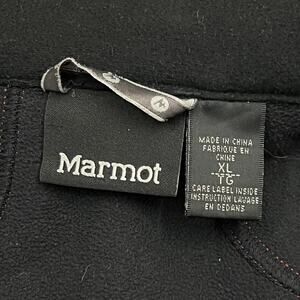 Marmot
MADE IN CHINA
FABRIQUE EN
CHINE
XL
TG
CARE LABEL INSIDE
INSTRUCTION LAVAGE
EN DEDANS